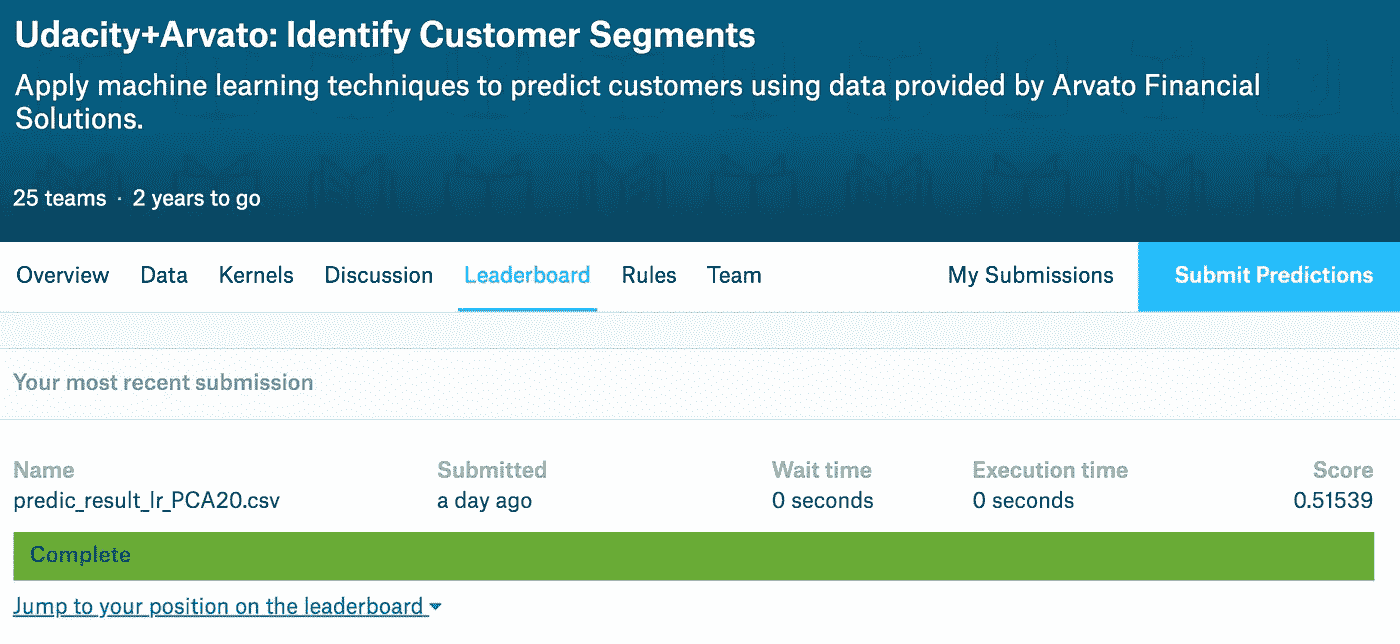 Udacity+Arvato: Identify Customer Segments
Apply machine learning techniques to predict customers using data provided by Arvato Financial
Solutions.
25 teams · 2 years to go
Overview Data Kernels Discussion Leaderboard Rules Team My Submissions Submit Predictions
Your most recent submission
Name Submitted Wait time Execution time Score
predic_result_lr_PCA20.csv a day ago 0 seconds 0 seconds 0.51539
Complete
Jump to your position on the leaderboard